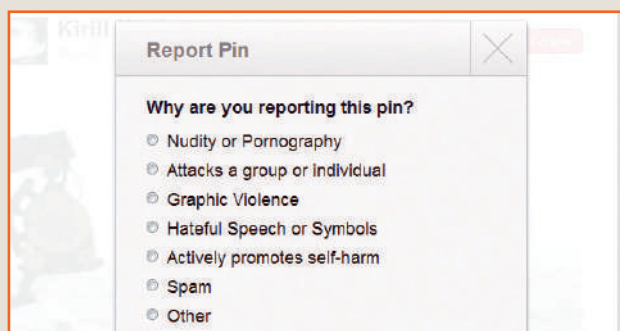 Kirill
Report Pin
Why are you reporting this pin?
Nudity or Pornography
Attacks a group or individual
Graphic Violence
Hateful Speech or Symbols
Actively promotes self-harm
Spam
Other